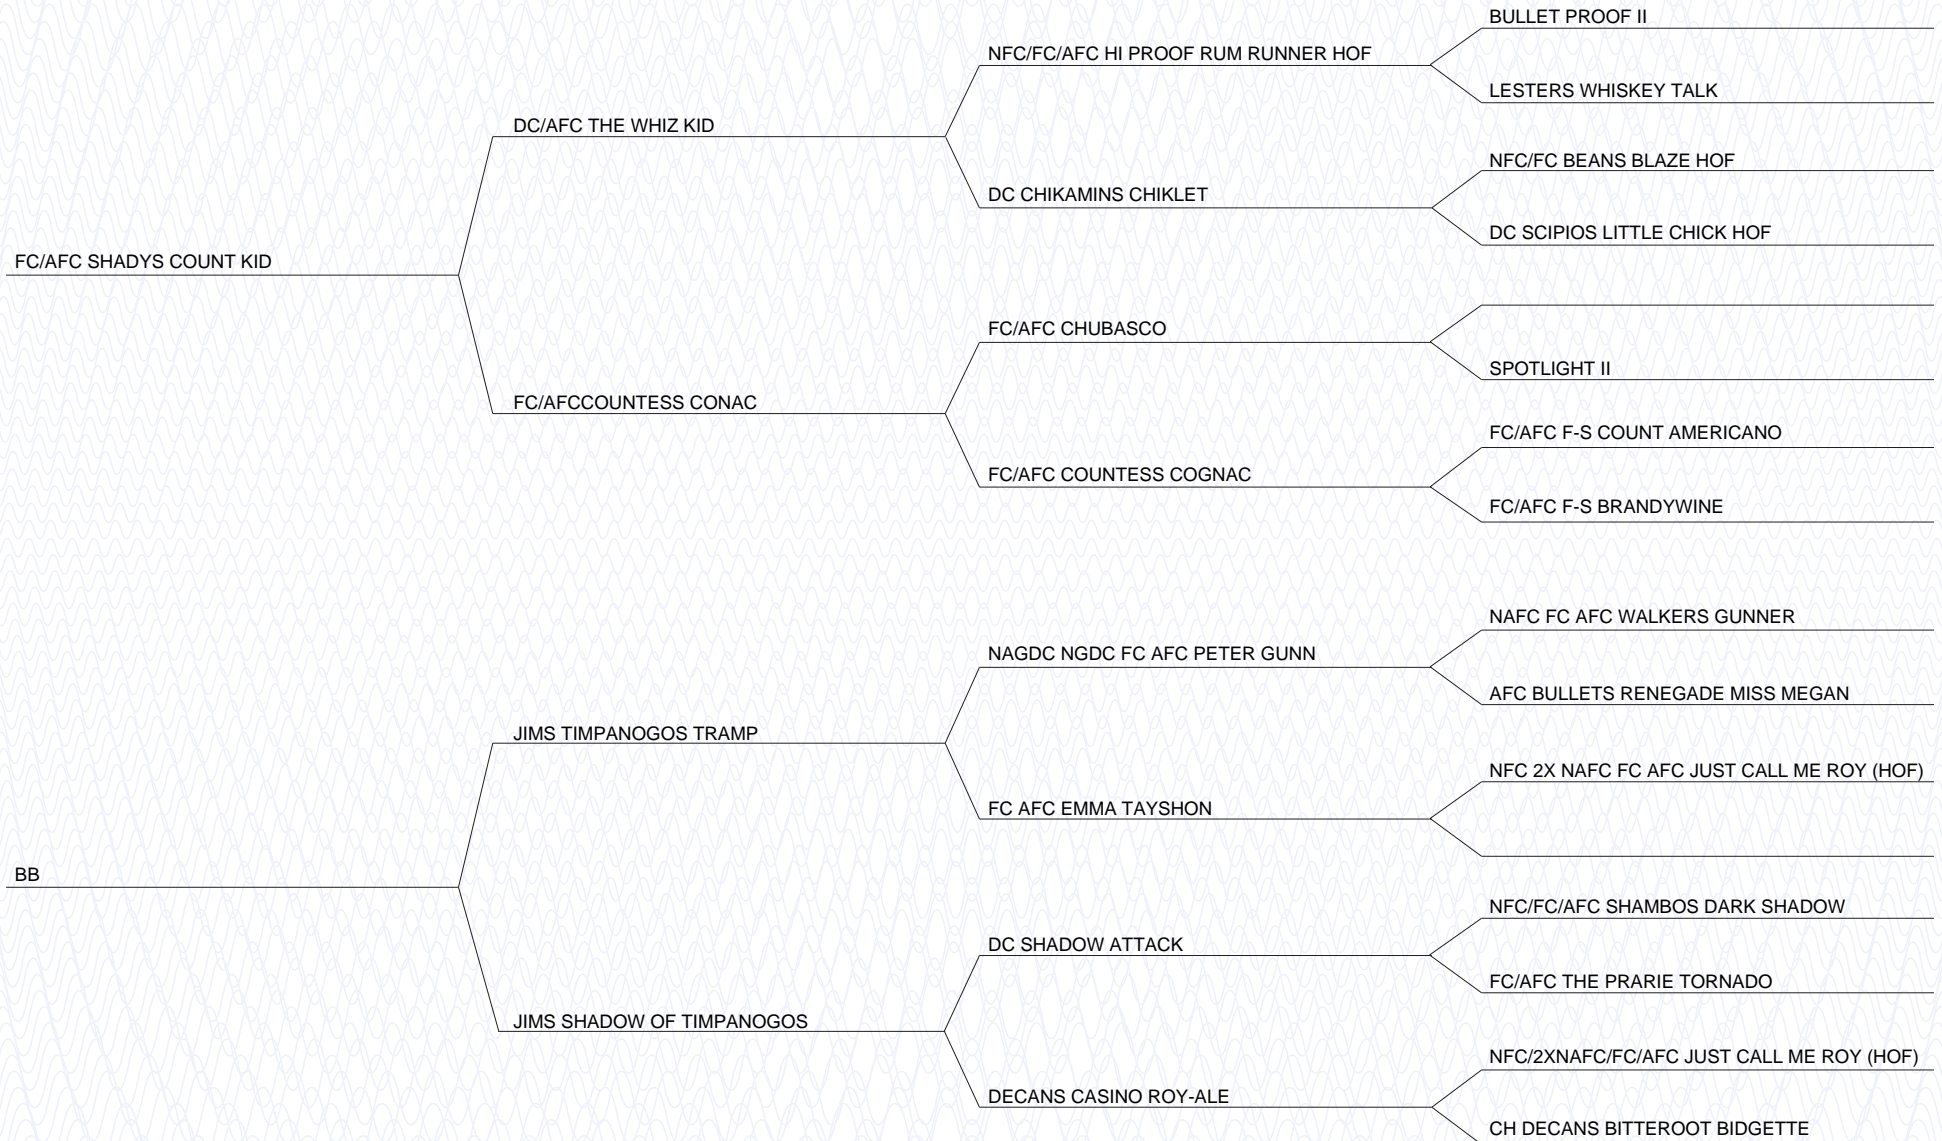 BULLET PROOF II
NFC/FC/AFC HI PROOF RUM RUNNER HOF
LESTERS WHISKEY TALK
DC/AFC THE WHIZ KID
NFC/FC BEANS BLAZE HOF
DC CHIKAMINS CHIKLET
DC SCIPIOS LITTLE CHICK HOF
FC/AFC SHADYS COUNT KID
FC/AFC CHUBASCO
SPOTLIGHT II
FC/AFCCOUNTESS CONAC
FC/AFC F-S COUNT AMERICANO
FC/AFC COUNTESS COGNAC
FC/AFC F-S BRANDYWINE
NAFC FC AFC WALKERS GUNNER
NAGDC NGDC FC AFC PETER GUNN
AFC BULLETS RENEGADE MISS MEGAN
JIMS TIMPANOGOS TRAMP
NFC 2X NAFC FC AFC JUST CALL ME ROY (HOF)
FC AFC EMMA TAYSHON
BB
NFC/FC/AFC SHAMBOS DARK SHADOW
DC SHADOW ATTACK
FC/AFC THE PRARIE TORNADO
JIMS SHADOW OF TIMPANOGOS
NFC/2XNAFC/FC/AFC JUST CALL ME ROY (HOF)
DECANS CASINO ROY-ALE
CH DECANS BITTEROOT BIDGETTE